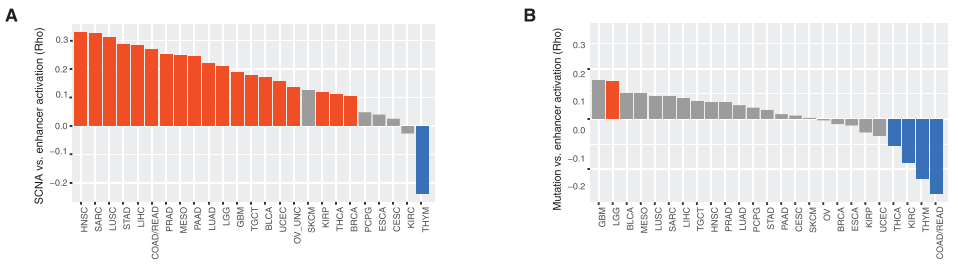 A
SCNA vs. enhancer activation (Rho)
0.3
0.2
0.1
0.0
−0.1
−0.2
HNSC
SARC
LUSC
STAD
LIHC
COAD/READ
PRAD
MESO
PAAD
LUAD
LGG
GBM
TGCT
BLCA
UCEC
OV_UNC
SKCM
KIRP
THCA
BRCA
PCPG
ESCA
CESC
KIRC
THYM
B
Mutation vs. enhancer activation (Rho)
0.3
0.2
0.1
0.0
−0.1
−0.2
GBM
LGG
BLCA
MESO
LUSC
SARC
LIHC
TGCT
HNSC
PRAD
LUAD
PCPG
STAD
PAAD
CESC
SKCM
OV
BRCA
ESCA
KIRP
UCEC
THCA
KIRC
THYM
COAD/READ